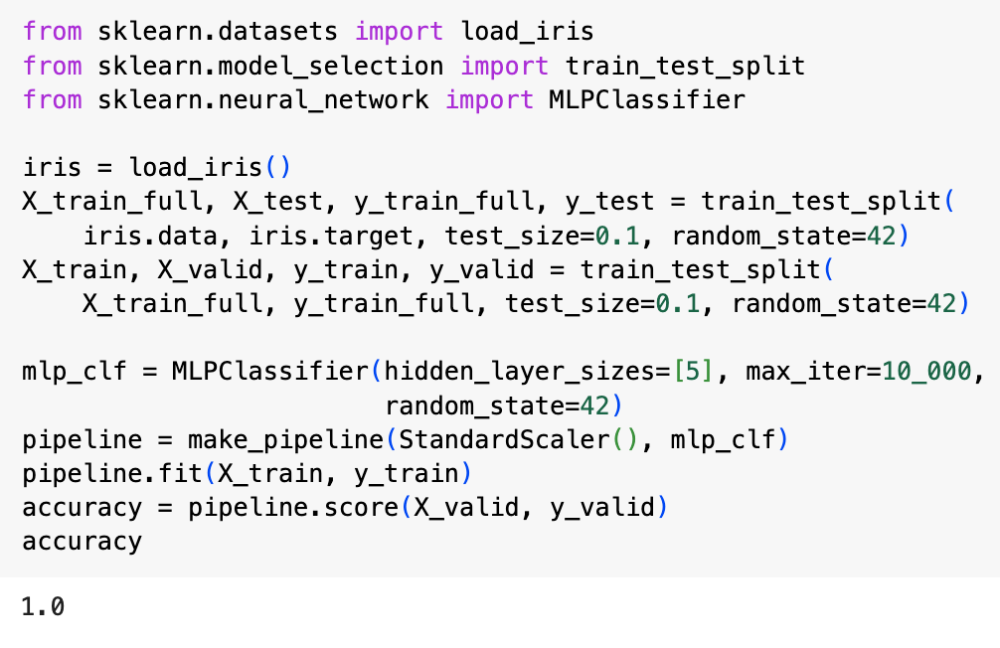 from sklearn.datasets import load_iris
from sklearn.model_selection import train_test_split
from sklearn.neural_network import MLPClassifier

iris = load_iris()
X_train_full, X_test, y_train_full, y_test = train_test_split(
    iris.data, iris.target, test_size=0.1, random_state=42)
X_train, X_valid, y_train, y_valid = train_test_split(
    X_train_full, y_train_full, test_size=0.1, random_state=42)

mlp_clf = MLPClassifier(hidden_layer_sizes=[5], max_iter=10_000,
                        random_state=42)
pipeline = make_pipeline(StandardScaler(), mlp_clf)
pipeline.fit(X_train, y_train)
accuracy = pipeline.score(X_valid, y_valid)
accuracy
1.0